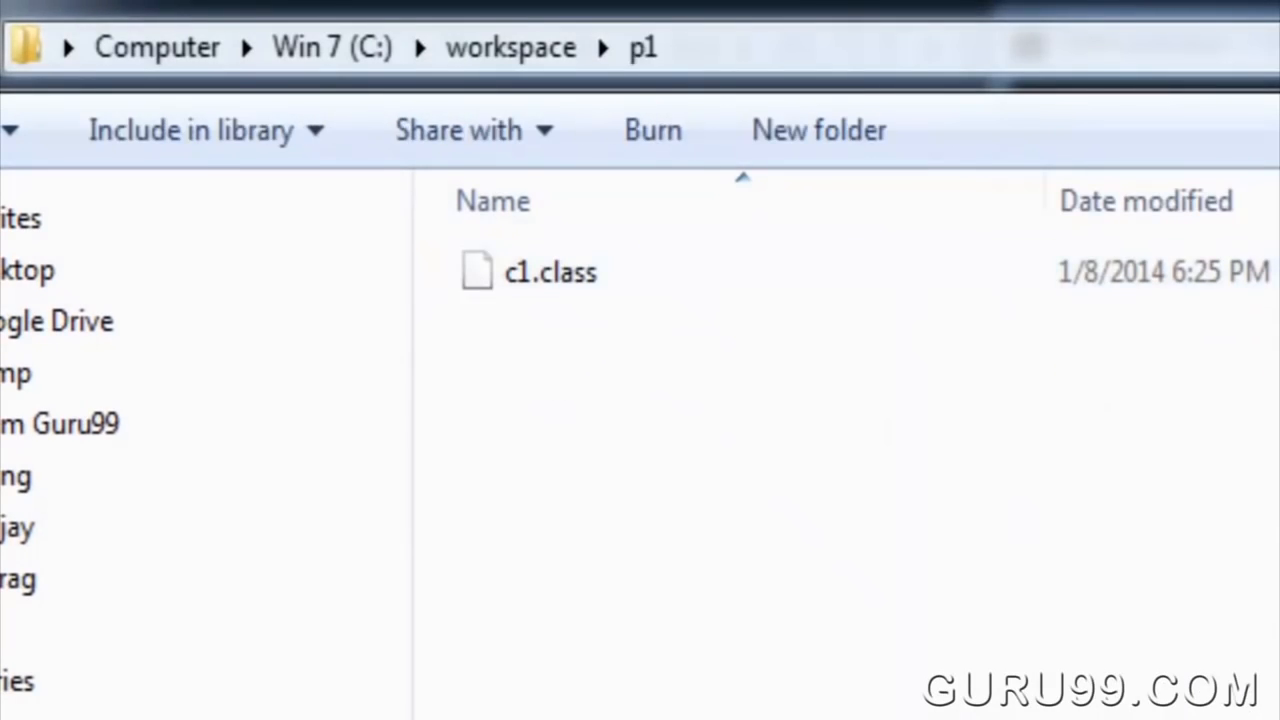 Computer Win 7 (C:) workspace p1
Include in library Share with Burn New folder
Name Date modified
ites
c1.class 1/8/2014 6:25 PM
ktop
ogle Drive
mp
m Guru99
ng
jay
rag
ries
GURU99.COM